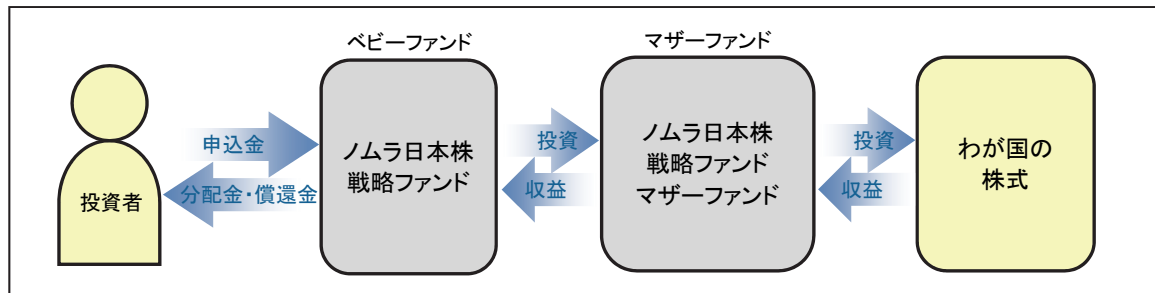 ベビーファンド
マザーファンド
投資者
申込金
分配金・償還金
ノムラ日本株
戦略ファンド
投資
収益
ノムラ日本株
戦略ファンド
マザーファンド
投資
収益
わが国の
株式